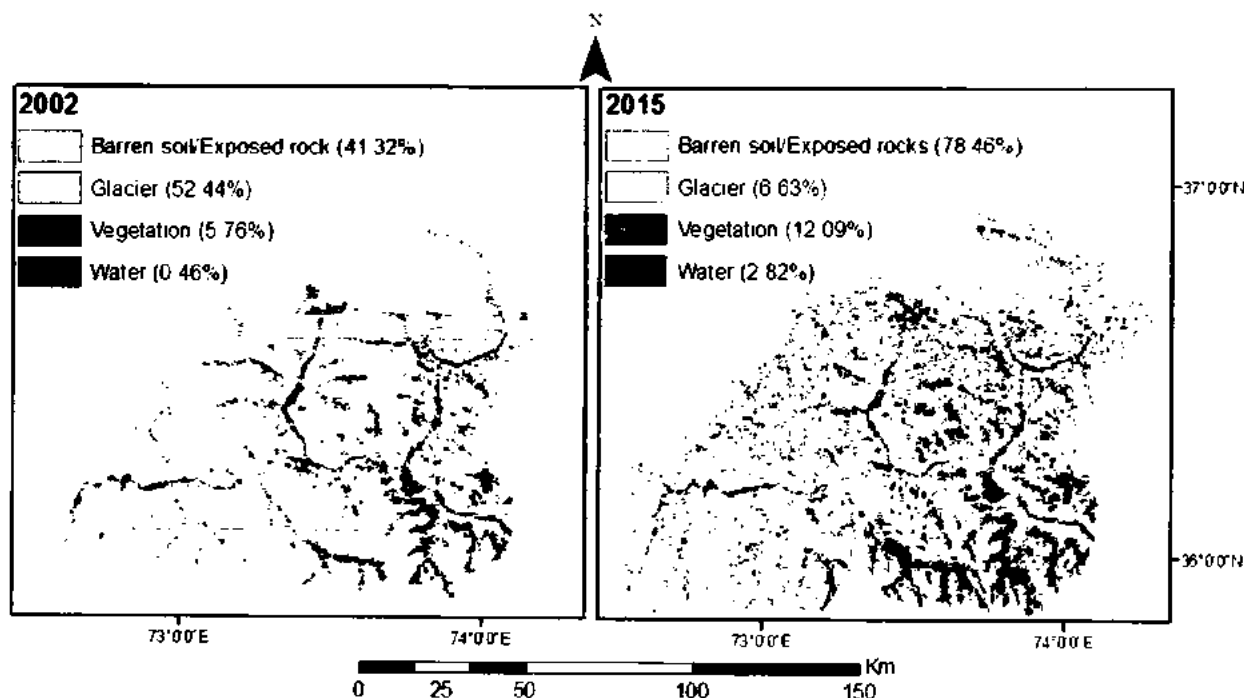 N
2002
Barren soil/Exposed rock (41 32%)
Glacier (52 44%)
Vegetation (5 76%)
Water (0 46%)
2015
Barren soil/Exposed rocks (78 46%)
Glacier (6 63%)
Vegetation (12 09%)
Water (2 82%)
37°0'0"N
36°0'0"N
73°0'0"E
74°0'0"E
73°0'0"E
74°0'0"E
Km
0 25 50 100 150